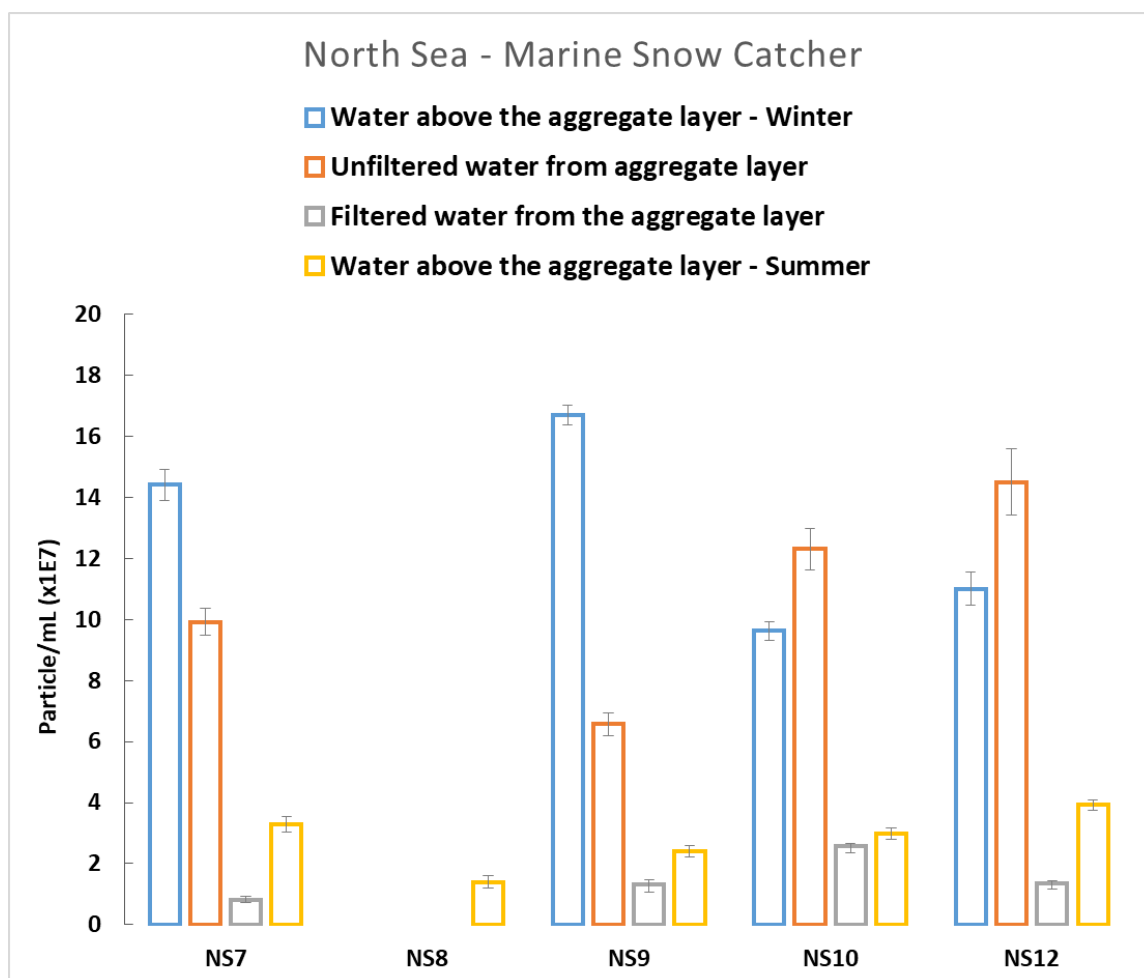 North Sea - Marine Snow Catcher
Water above the aggregate layer - Winter
Unfiltered water from aggregate layer
Filtered water from the aggregate layer
Water above the aggregate layer - Summer
20
18
16
14
12
10
8
6
4
2
0
Particle/mL (x1E7)
NS7 NS8 NS9 NS10 NS12